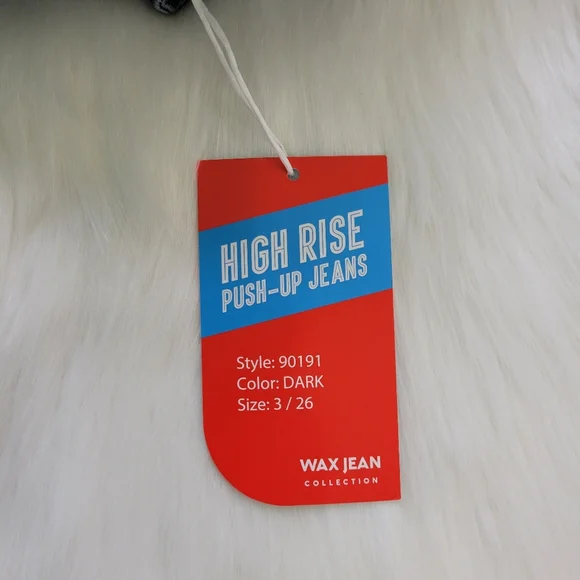 HIGH RISE
PUSH-UP JEANS
Style: 90191
Color: DARK
Size: 3 / 26
WAX JEAN
COLLECTION